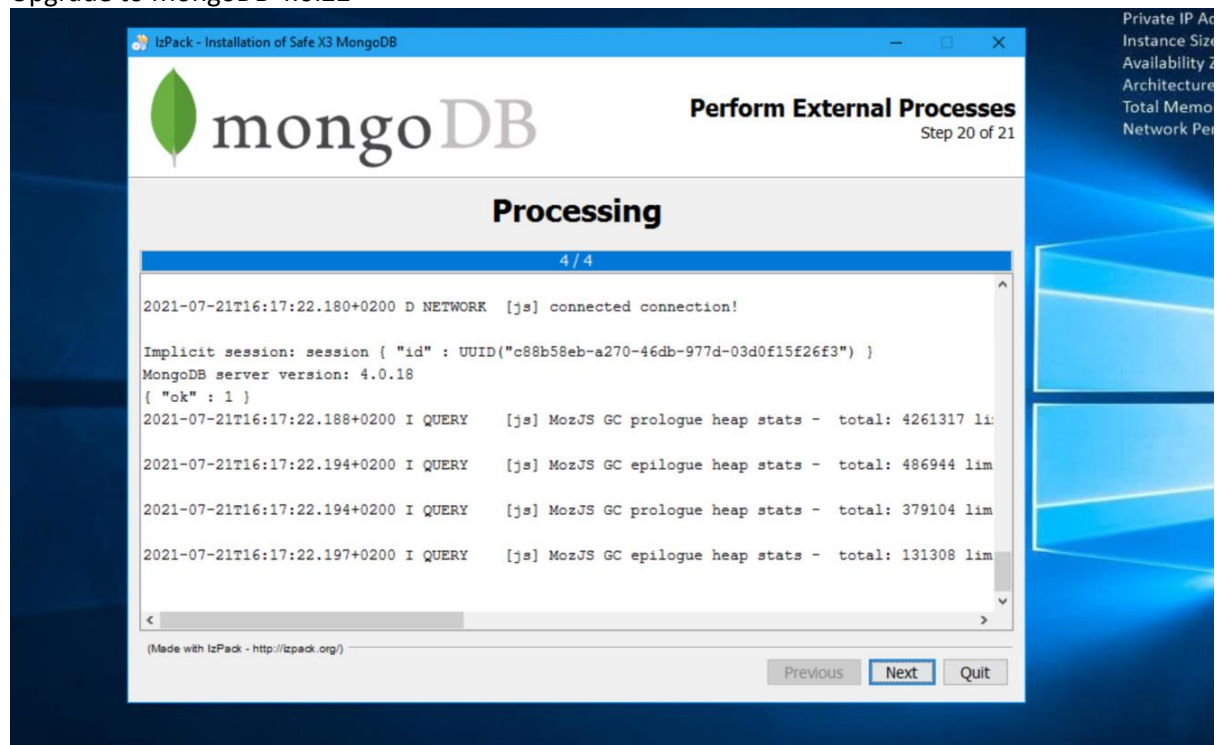 IzPack - Installation of Safe X3 MongoDB
mongoDB
Perform External Processes
Step 20 of 21
Processing
4 / 4
2021-07-21T16:17:22.180+0200 D NETWORK [js] connected connection!
Implicit session: session { "id" : UUID("c88b58eb-a270-46db-977d-03d0f15f26f3") }
MongoDB server version: 4.0.18
{ "ok" : 1 }
2021-07-21T16:17:22.188+0200 I QUERY [js] MozJS GC prologue heap stats - total: 4261317
2021-07-21T16:17:22.194+0200 I QUERY [js] MozJS GC epilogue heap stats - total: 486944 lim
2021-07-21T16:17:22.194+0200 I QUERY [js] MozJS GC prologue heap stats - total: 379104 lim
2021-07-21T16:17:22.197+0200 I QUERY [js] MozJS GC epilogue heap stats - total: 131308 lim
(Made with IzPack - http://izpack.org/)
Previous Next Quit
Private IP
Instance Size
Availability
Architecture
Total Memo
Network Per